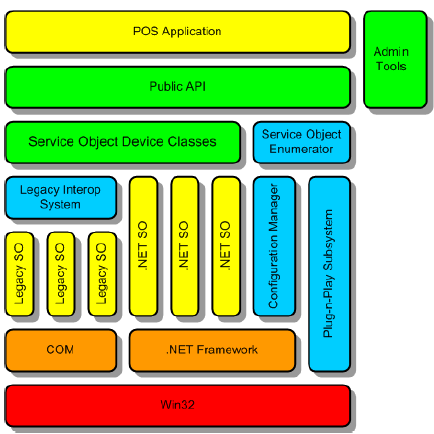 POS Application
Admin
Tools
Public API
Service Object Device Classes
Service Object
Enumerator
Legacy Interop
System
.NET SO
.NET SO
.NET SO
Configuration Manager
Plug-n-Play Subsystem
Legacy SO
Legacy SO
Legacy SO
COM
.NET Framework
Win32